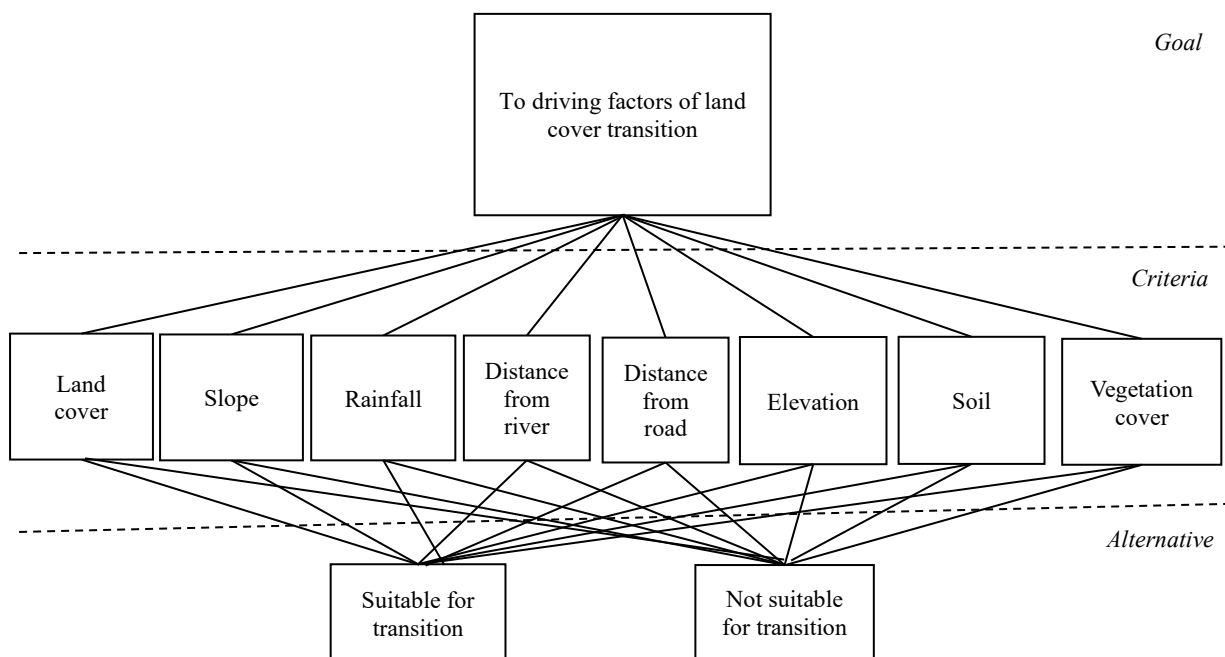 Goal
To driving factors of land
cover transition
Criteria
Land
cover
Slope
Rainfall
Distance
from
river
Distance
from
road
Elevation
Soil
Vegetation
cover
Alternative
Suitable for
transition
Not suitable
for transition